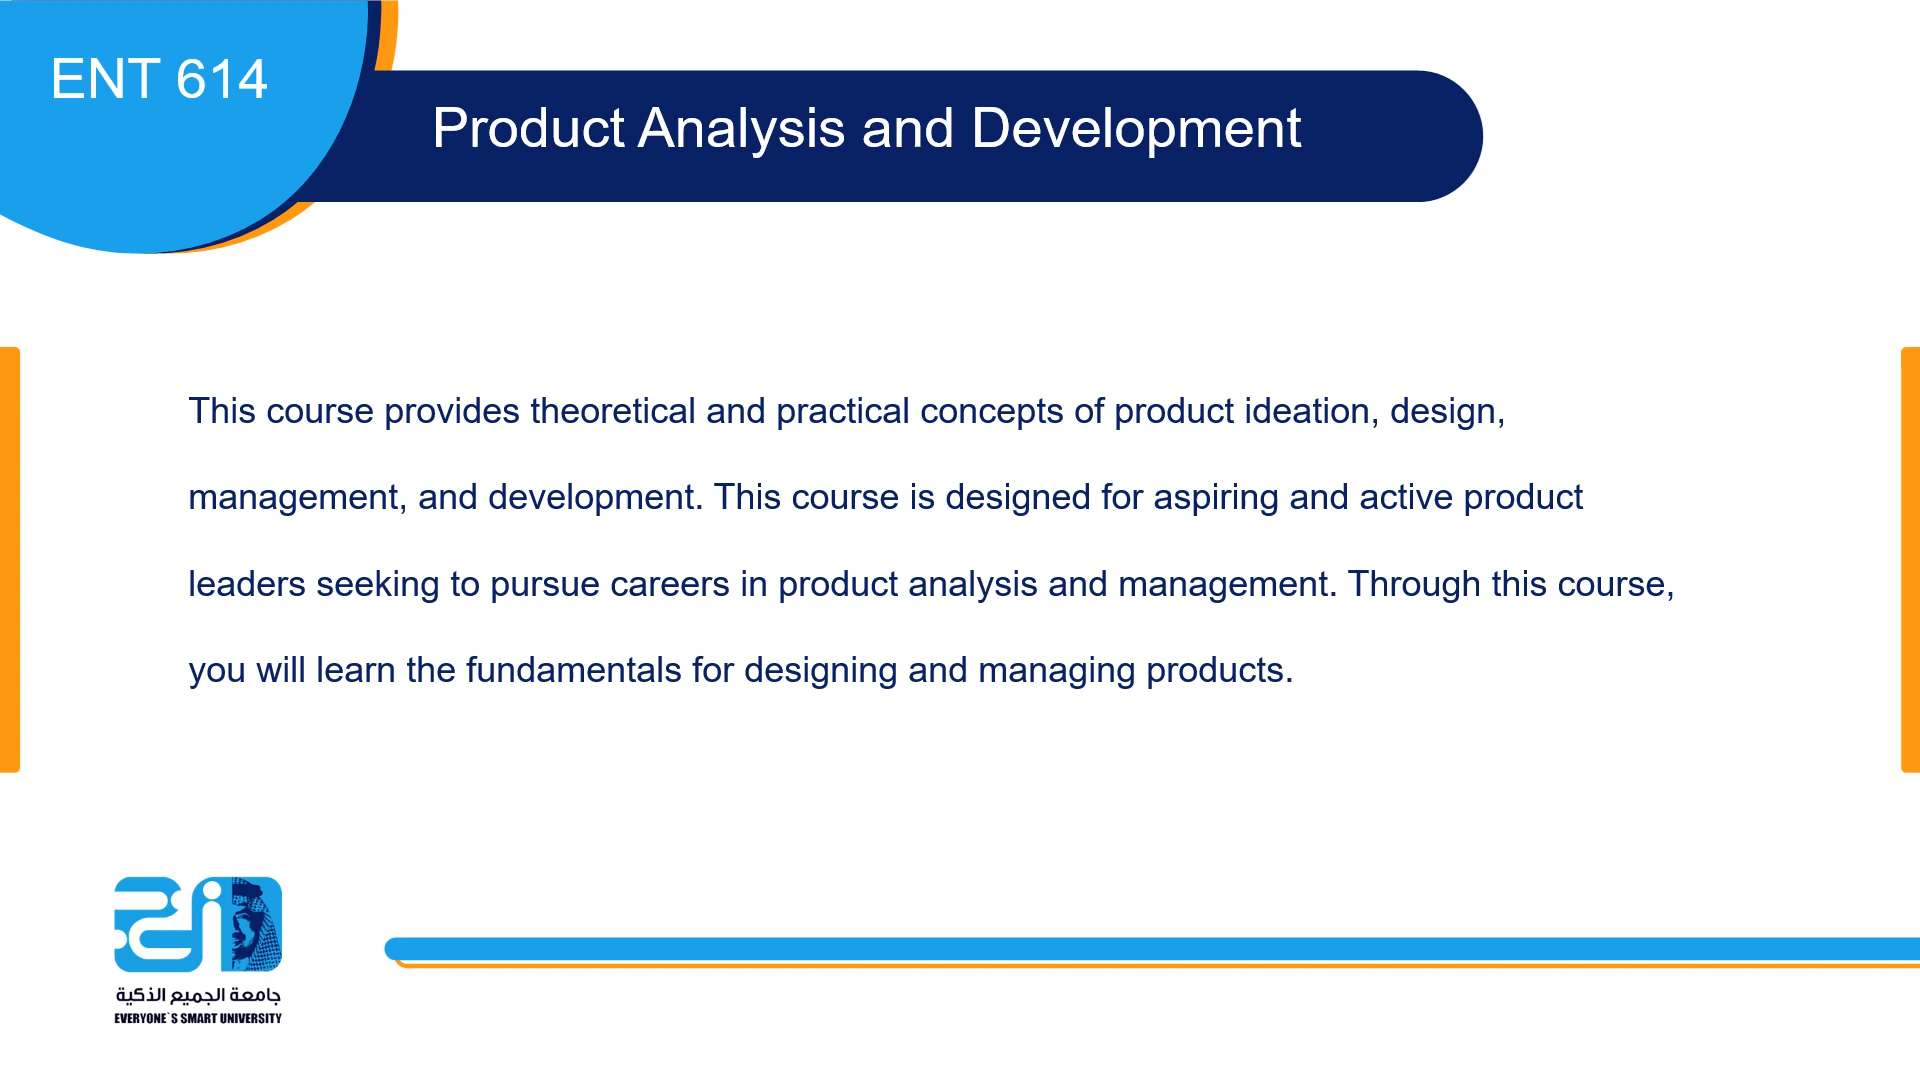 ENT 614
Product Analysis and Development
This course provides theoretical and practical concepts of product ideation, design,
management, and development. This course is designed for aspiring and active product
leaders seeking to pursue careers in product analysis and management. Through this course,
you will learn the fundamentals for designing and managing products.
جامعة الجميع الذكية
EVERYONE`S SMART UNIVERSITY